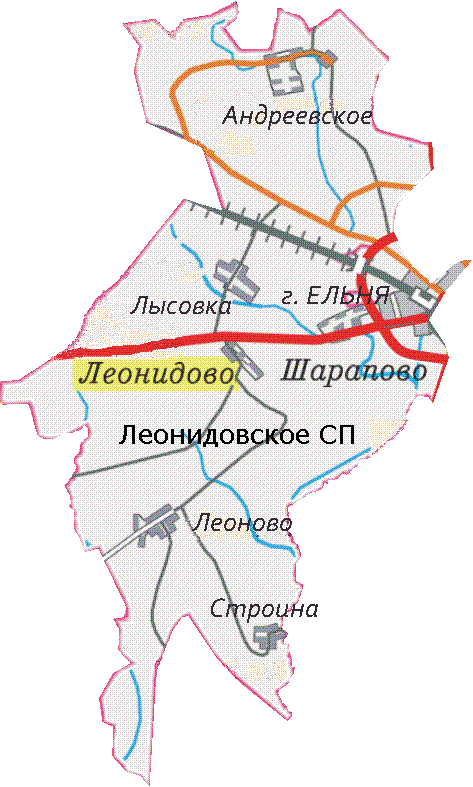 Андреевское
Лысовка
г. ЕЛЬНЯ
Леонидово
Шарапово
Леонидовское СП
Леоново
Строина